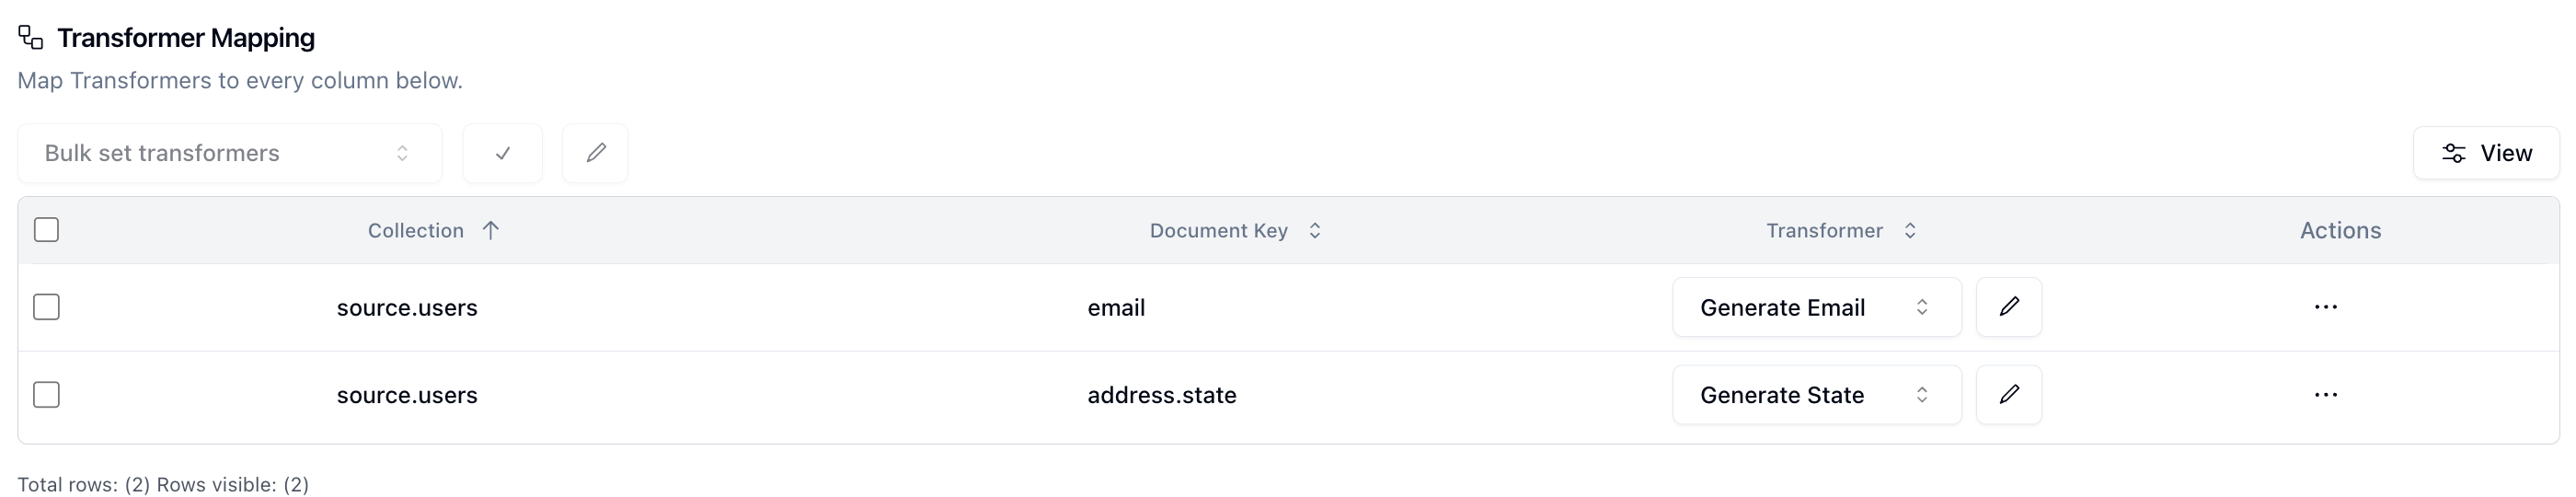 Transformer Mapping
Map Transformers to every column below.
Bulk set transformers
View
Collection Document Key Transformer Actions
source.users email Generate Email
source.users address.state Generate State
Total rows: (2) Rows visible: (2)